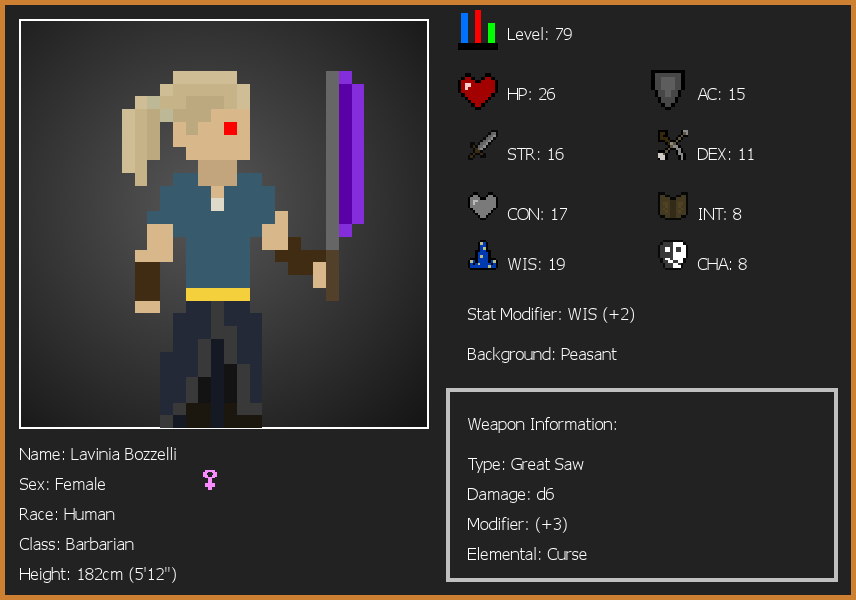 Level: 79
HP: 26
AC: 15
STR: 16
DEX: 11
CON: 17
INT: 8
WIS: 19
CHA: 8
Stat Modifier: WIS (+2)
Background: Peasant
Weapon Information:
Type: Great Saw
Damage: d6
Modifier: (+3)
Elemental: Curse
Name: Lavinia Bozzelli
Sex: Female
Race: Human
Class: Barbarian
Height: 182cm (5'12")